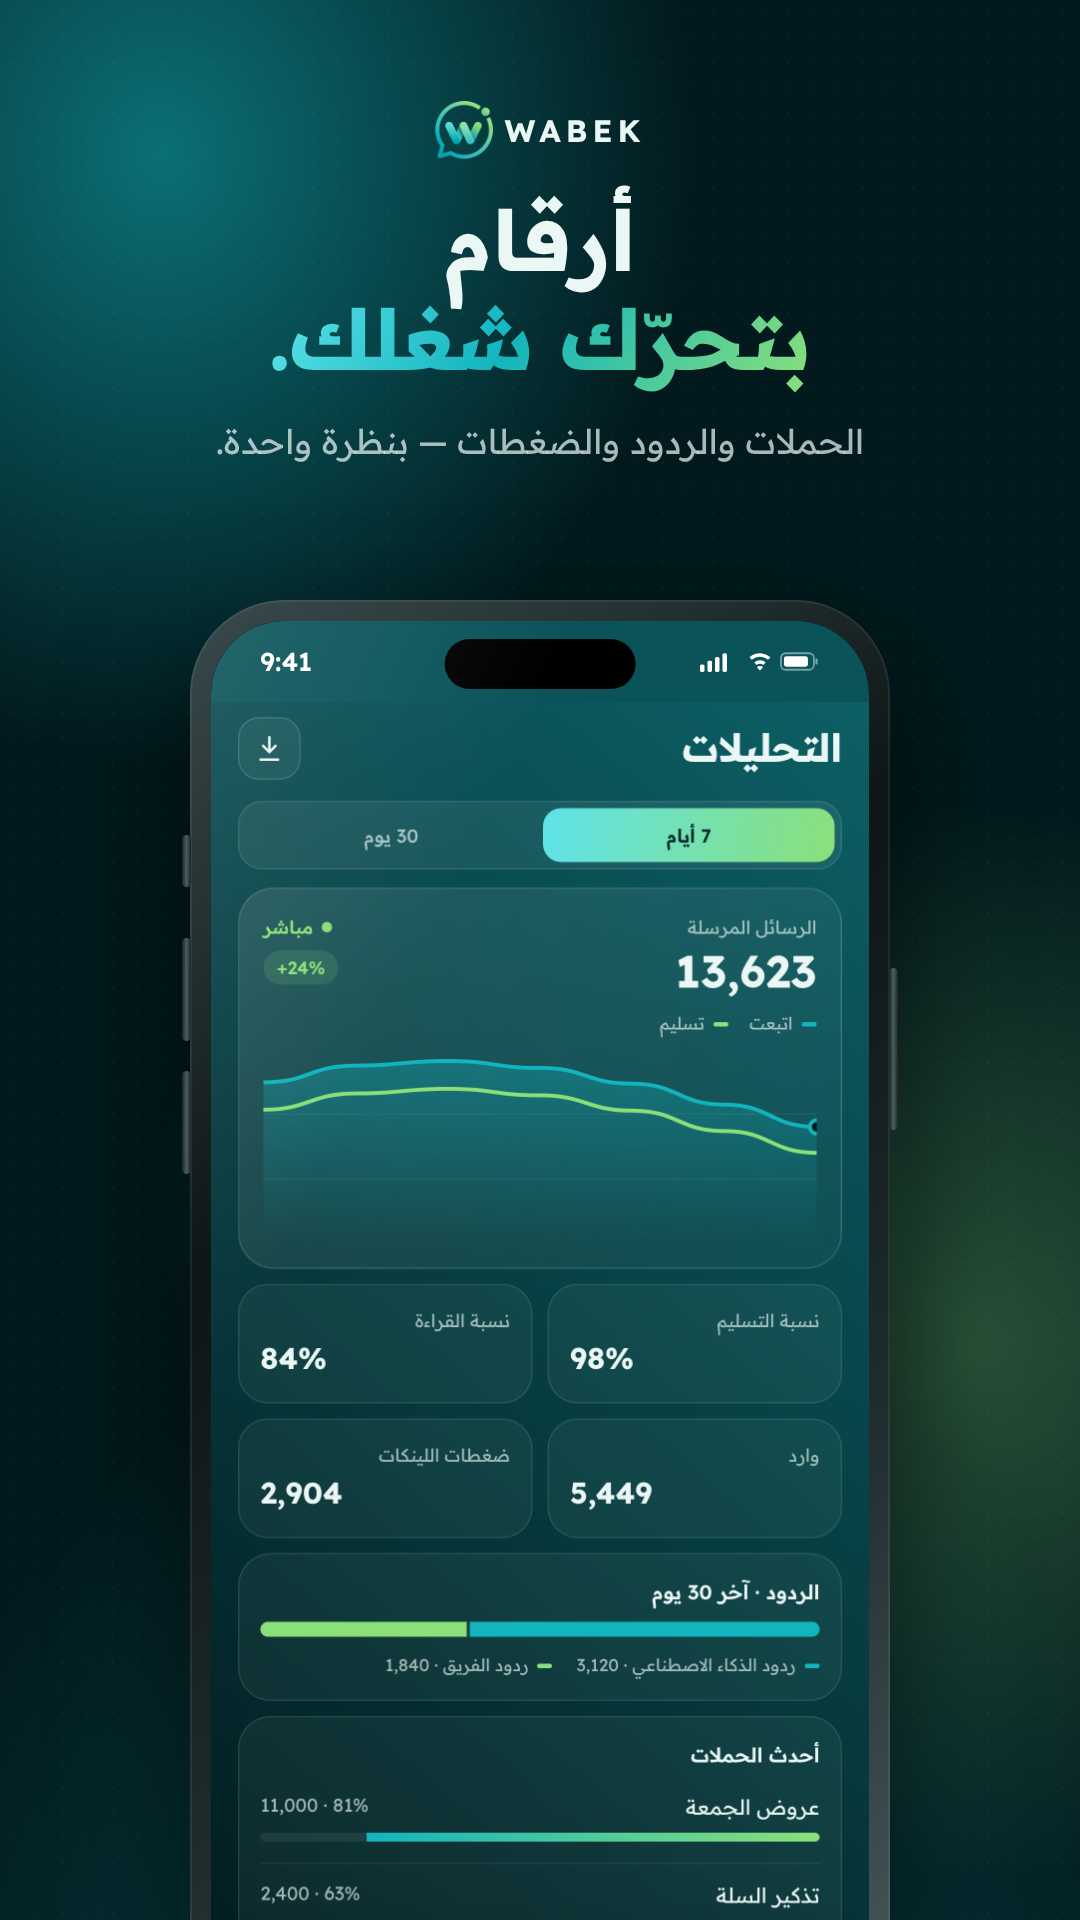 WABEK
أرقام
بتحرّك شغلك.
الحملات والردود والضغطات — بنظرة واحدة.
9:41
التحليلات
7 أيام
30 يوم
الرسائل المرسلة
مباشر
13,623
+24%
اتبعت
تسليم
نسبة التسليم
98%
نسبة القراءة
84%
وارد
5,449
ضغطات اللينكات
2,904
الردود · آخر 30 يوم
ردود الذكاء الاصطناعي · 3,120
ردود الفريق · 1,840
أحدث الحملات
عروض الجمعة
11,000 · 81%
تذكير السلة
2,400 · 63%